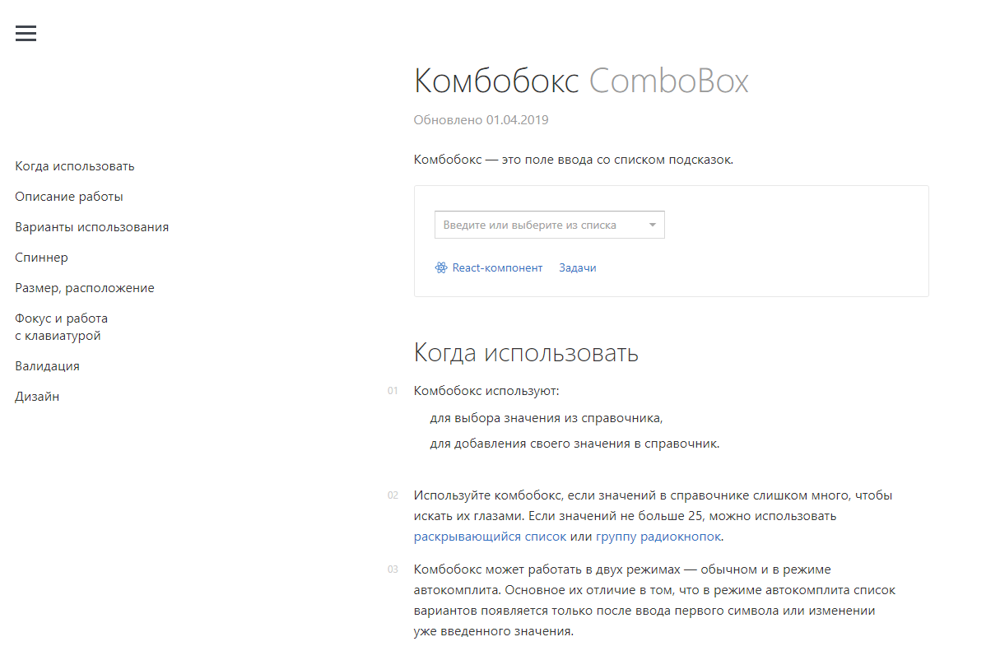 Комбобокс ComboBox
Обновлено 01.04.2019
Когда использовать
Описание работы
Варианты использования
Спиннер
Размер, расположение
Фокус и работа
с клавиатурой
Валидация
Дизайн
Комбобокс — это поле ввода со списком подсказок.
Введите или выберите из списка
React-компонент Задачи
Когда использовать
01 Комбобокс используют:
для выбора значения из справочника,
для добавления своего значения в справочник.
02 Используйте комбобокс, если значений в справочнике слишком много, чтобы
искать их глазами. Если значений не больше 25, можно использовать
раскрывающийся список или группу радиокнопок.
03 Комбобокс может работать в двух режимах — обычном и в режиме
автокомплита. Основное их отличие в том, что в режиме автокомплита список
вариантов появляется только после ввода первого символа или изменении
уже введенного значения.